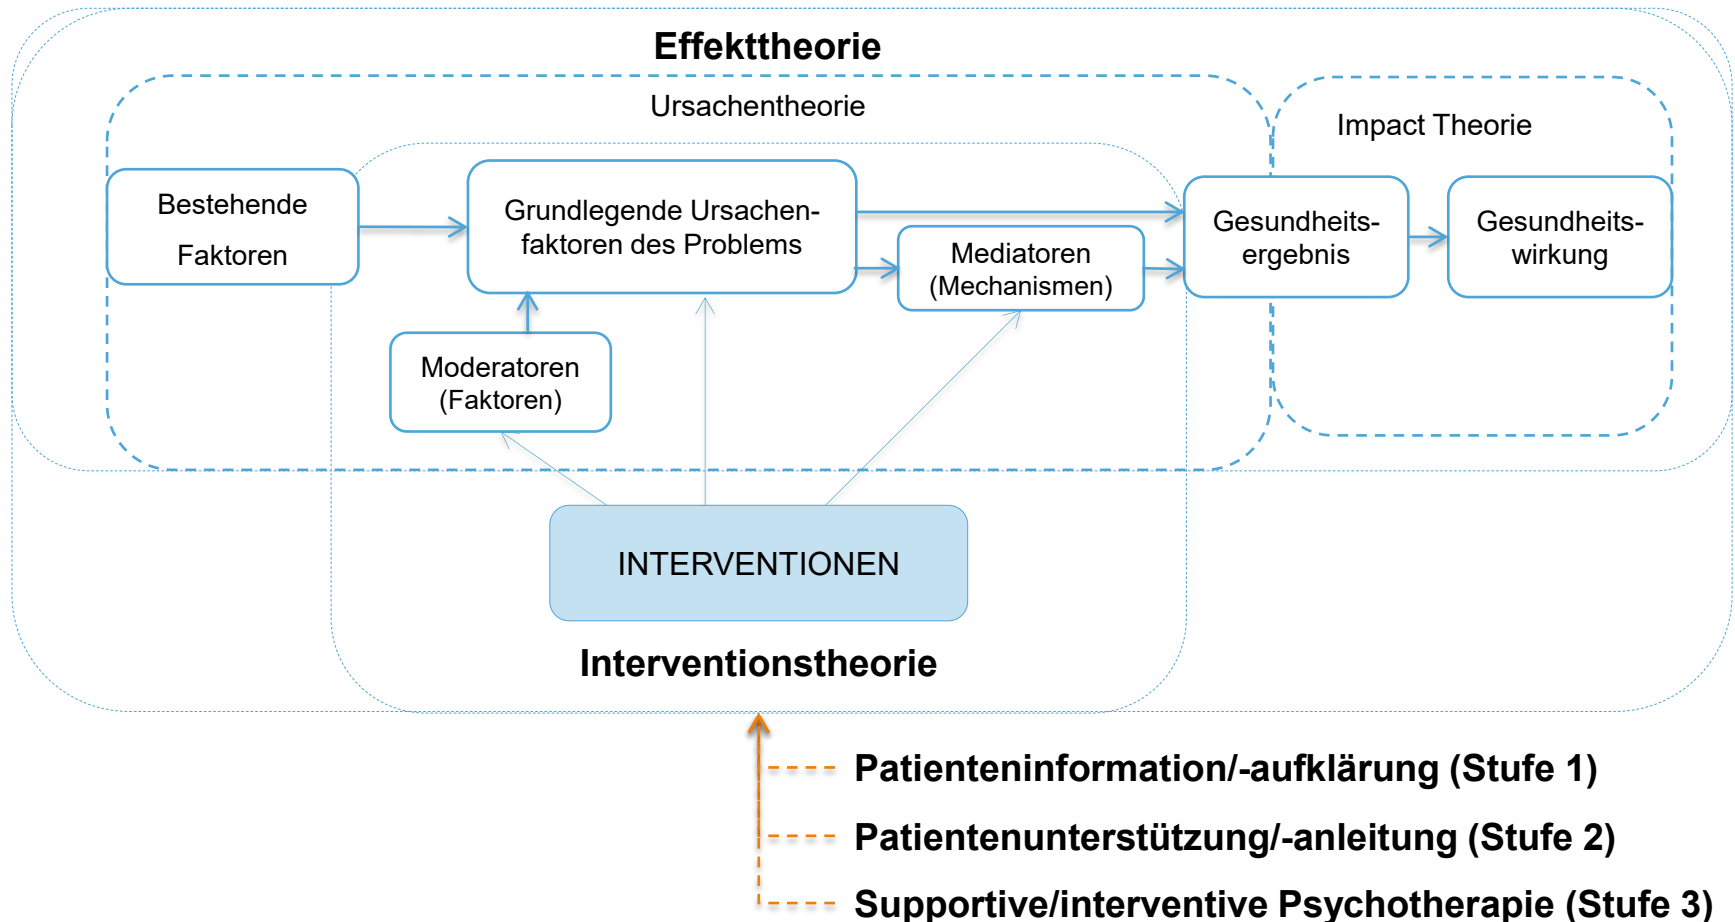 Effekttheorie
Ursachentheorie
Impact Theorie
Bestehende
Faktoren
Grundlegende Ursachen-
faktoren des Problems
Mediatoren
(Mechanismen)
Gesundheits-
ergebnis
Gesundheits-
wirkung
Moderatoren
(Faktoren)
INTERVENTIONEN
Interventionstheorie
Patienteninformation/-aufklärung (Stufe 1)
Patientenunterstützung/-anleitung (Stufe 2)
Supportive/interventive Psychotherapie (Stufe 3)